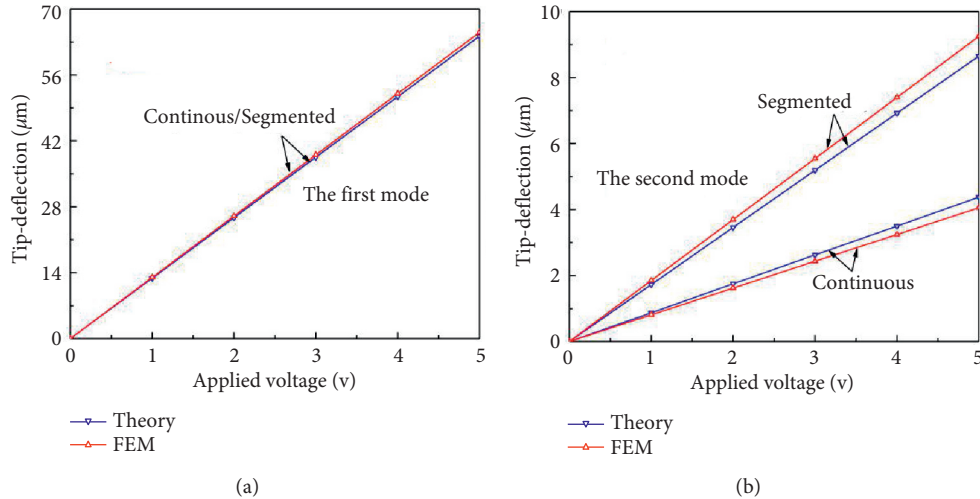 70
56
42
28
14
0
Tip-deflection (μm)
Continous/Segmented
The first mode
0 1 2 3 4 5
Applied voltage (v)
Theory
FEM
(a)
10
8
6
4
2
0
Tip-deflection (μm)
Segmented
The second mode
Continuous
0 1 2 3 4 5
Applied voltage (v)
Theory
FEM
(b)